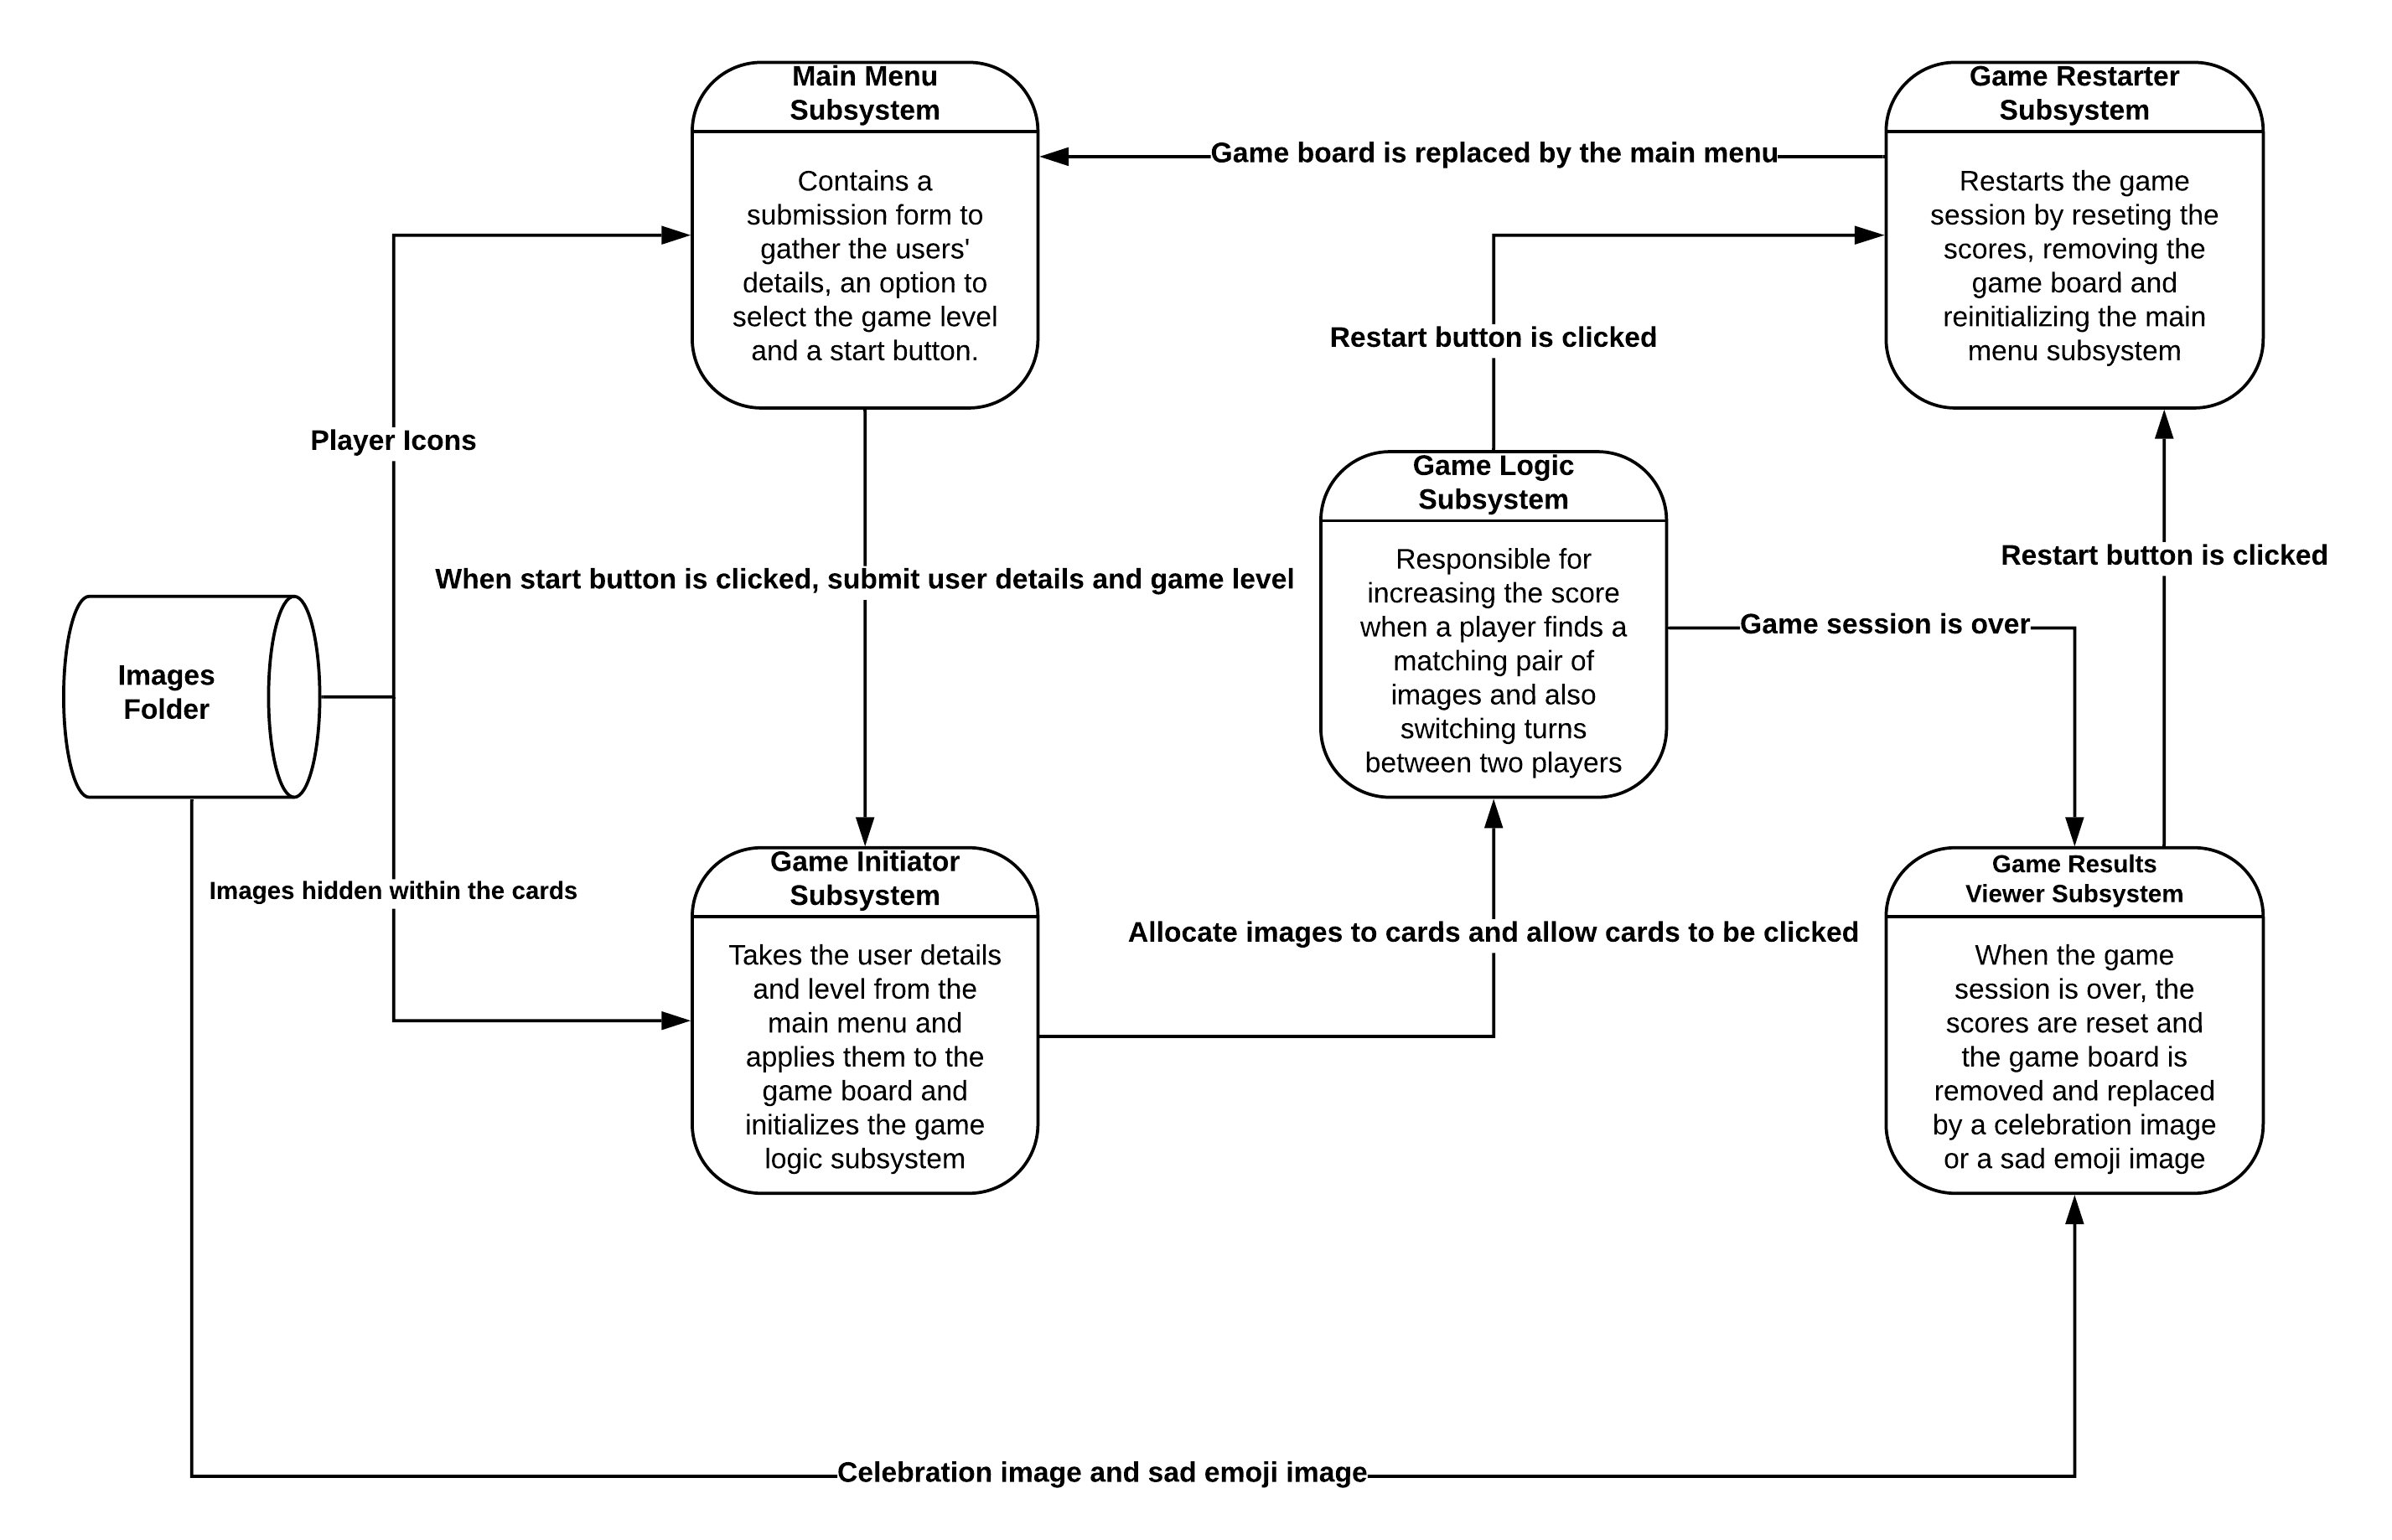 Main Menu
Subsystem
Contains a
submission form to
gather the users'
details, an option to
select the game level
and a start button.
Game board is replaced by the main menu
Game Restarter
Subsystem
Restarts the game
session by reseting the
scores, removing the
game board and
reinitializing the main
menu subsystem
Restart button is clicked
Player Icons
Game Logic
Subsystem
Responsible for
increasing the score
when a player finds a
matching pair of
images and also
switching turns
between two players
When start button is clicked, submit user details and game level
Restart button is clicked
Game session is over
Images
Folder
Images hidden within the cards
Game Initiator
Subsystem
Takes the user details
and level from the
main menu and
applies them to the
game board and
initializes the game
logic subsystem
Allocate images to cards and allow cards to be clicked
Game Results
Viewer Subsystem
When the game
session is over, the
scores are reset and
the game board is
removed and replaced
by a celebration image
or a sad emoji image
Celebration image and sad emoji image